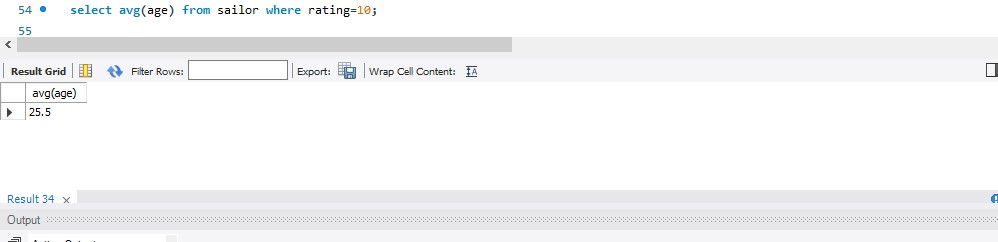 54 select avg(age) from sailor where rating=10;
55
Result Grid Filter Rows: Export: Wrap Cell Content: IA
avg(age)
25.5
Result 34 ×
Output